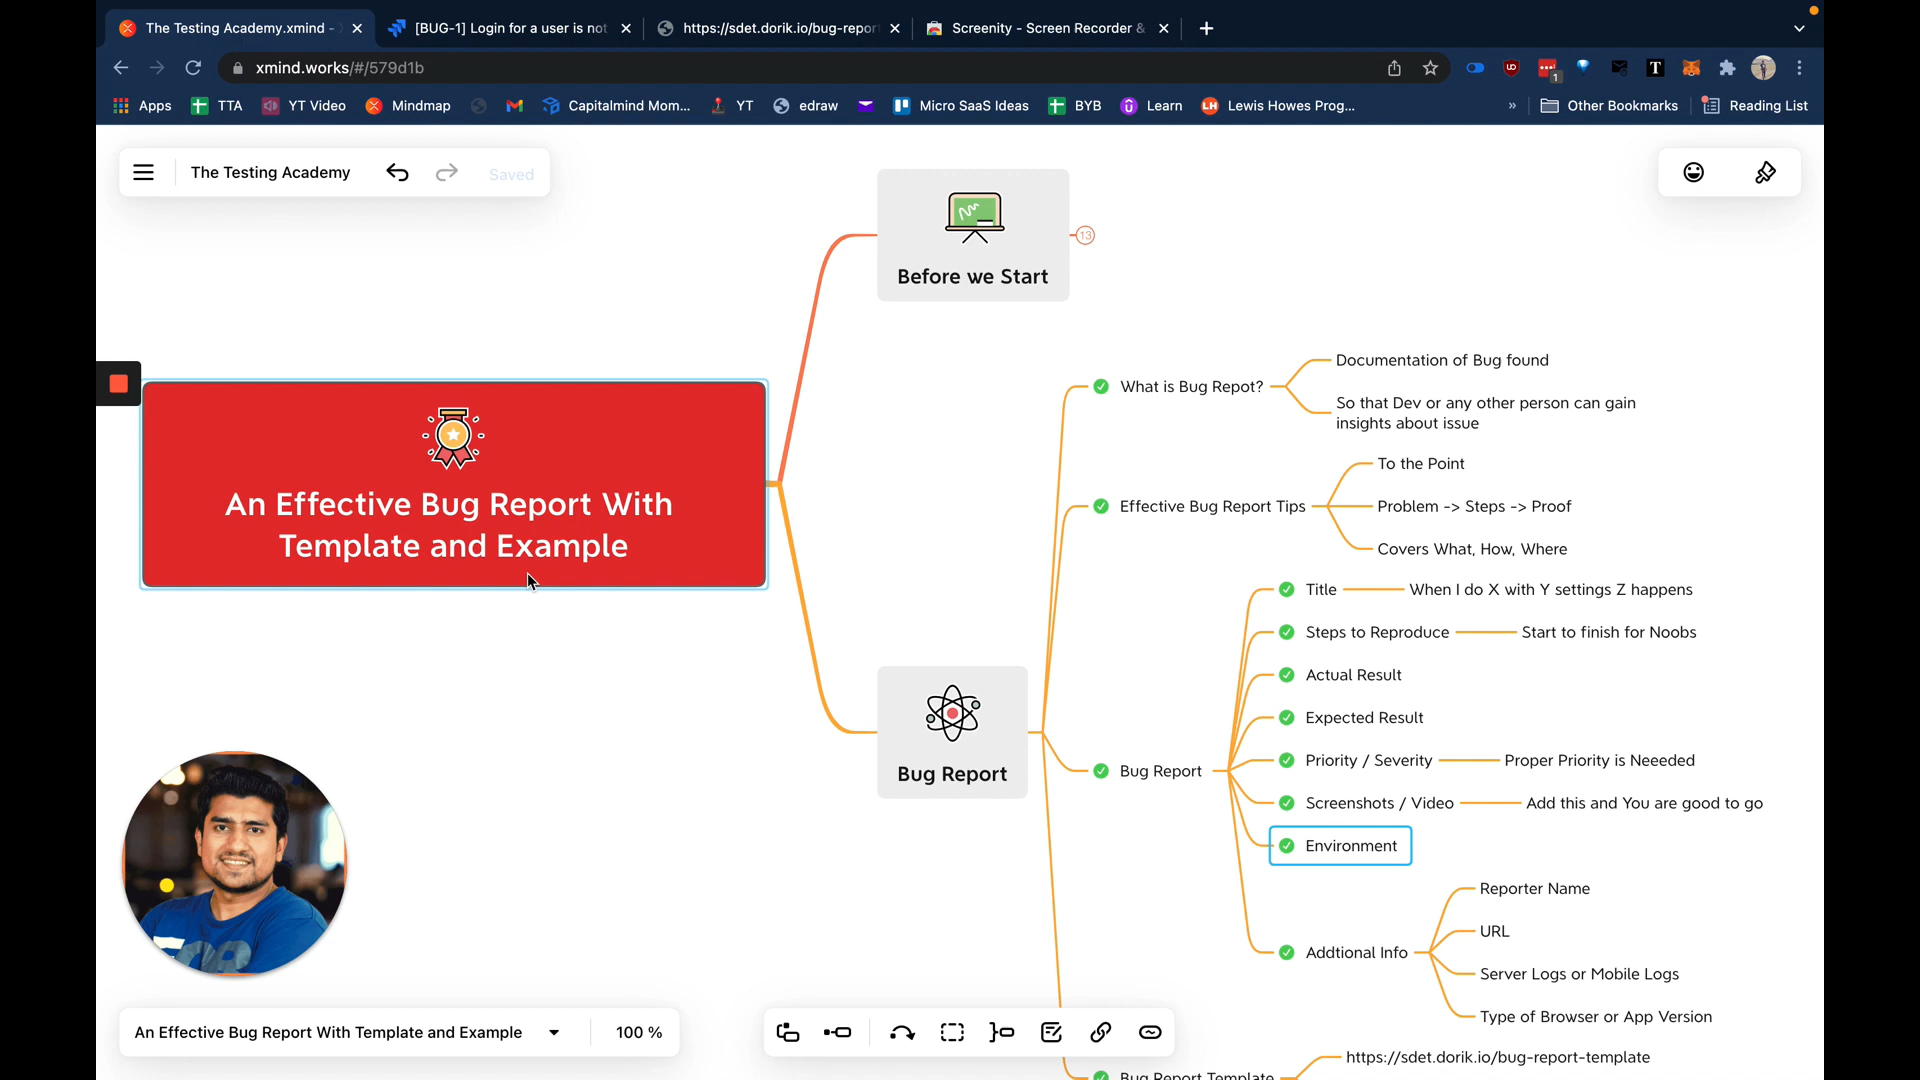 The Testing Academy.xmind -
[BUG-1] Login for a user is not
https://sdet.dorik.io/bug-report
Screenity - Screen Recorder &
xmind.works/#/579d1b
1
Apps
TTA
YT Video
Mindmap
Capitalmind Mom...
YT
edraw
Micro SaaS Ideas
BYB
Learn
LH
Lewis Howes Prog...
»
Other Bookmarks
Reading List
The Testing Academy
Saved
Before we Start
13
An Effective Bug Report With
Template and Example
Bug Report
What is Bug Repot?
Documentation of Bug found
So that Dev or any other person can gain
insights about issue
Effective Bug Report Tips
To the Point
Problem -> Steps -> Proof
Covers What, How, Where
Bug Report
Title
When I do X with Y settings Z happens
Steps to Reproduce
Start to finish for Noobs
Actual Result
Expected Result
Priority / Severity
Proper Priority is Neeeded
Screenshots / Video
Add this and You are good to go
Environment
Addtional Info
Reporter Name
URL
Server Logs or Mobile Logs
Type of Browser or App Version
Bug Report Template
https://sdet.dorik.io/bug-report-template
An Effective Bug Report With Template and Example
100 %